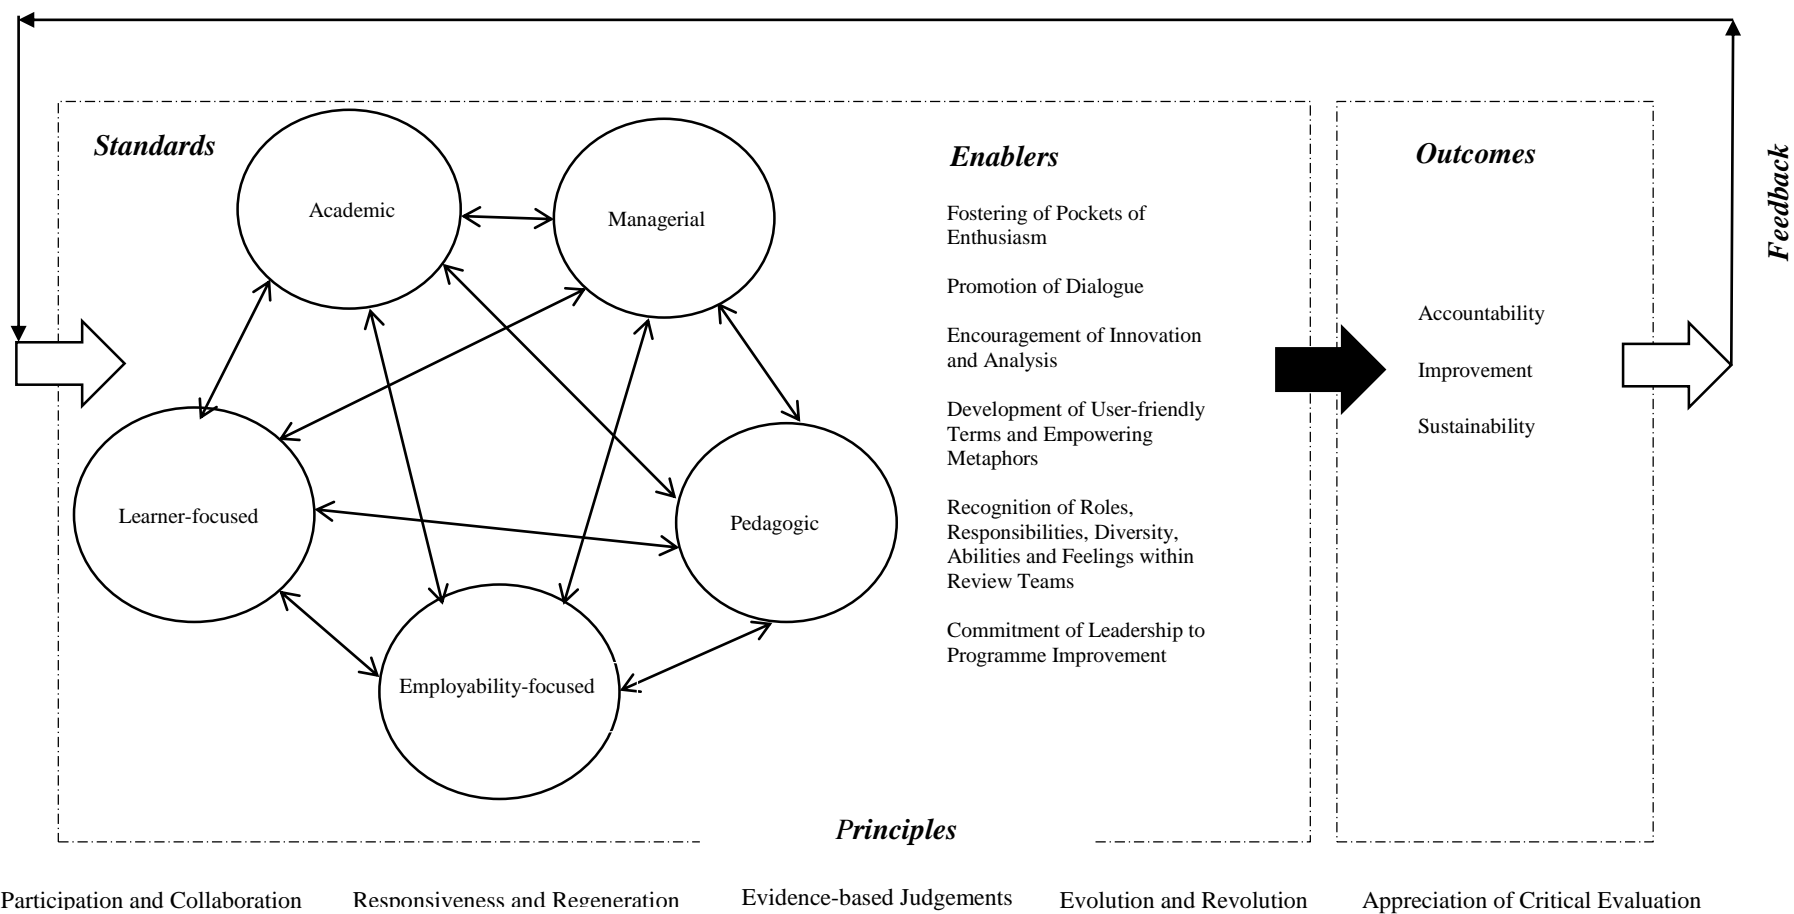 Standards
Academic
Managerial
Learner-focused
Pedagogic
Employability-focused
Enablers
Fostering of Pockets of
Enthusiasm
Promotion of Dialogue
Encouragement of Innovation
and Analysis
Development of User-friendly
Terms and Empowering
Metaphors
Recognition of Roles,
Responsibilities, Diversity,
Abilities and Feelings within
Review Teams
Commitment of Leadership to
Programme Improvement
Outcomes
Accountability
Improvement
Sustainability
Feedback
Principles
Participation and Collaboration
Responsiveness and Regeneration
Evidence-based Judgements
Evolution and Revolution
Appreciation of Critical Evaluation